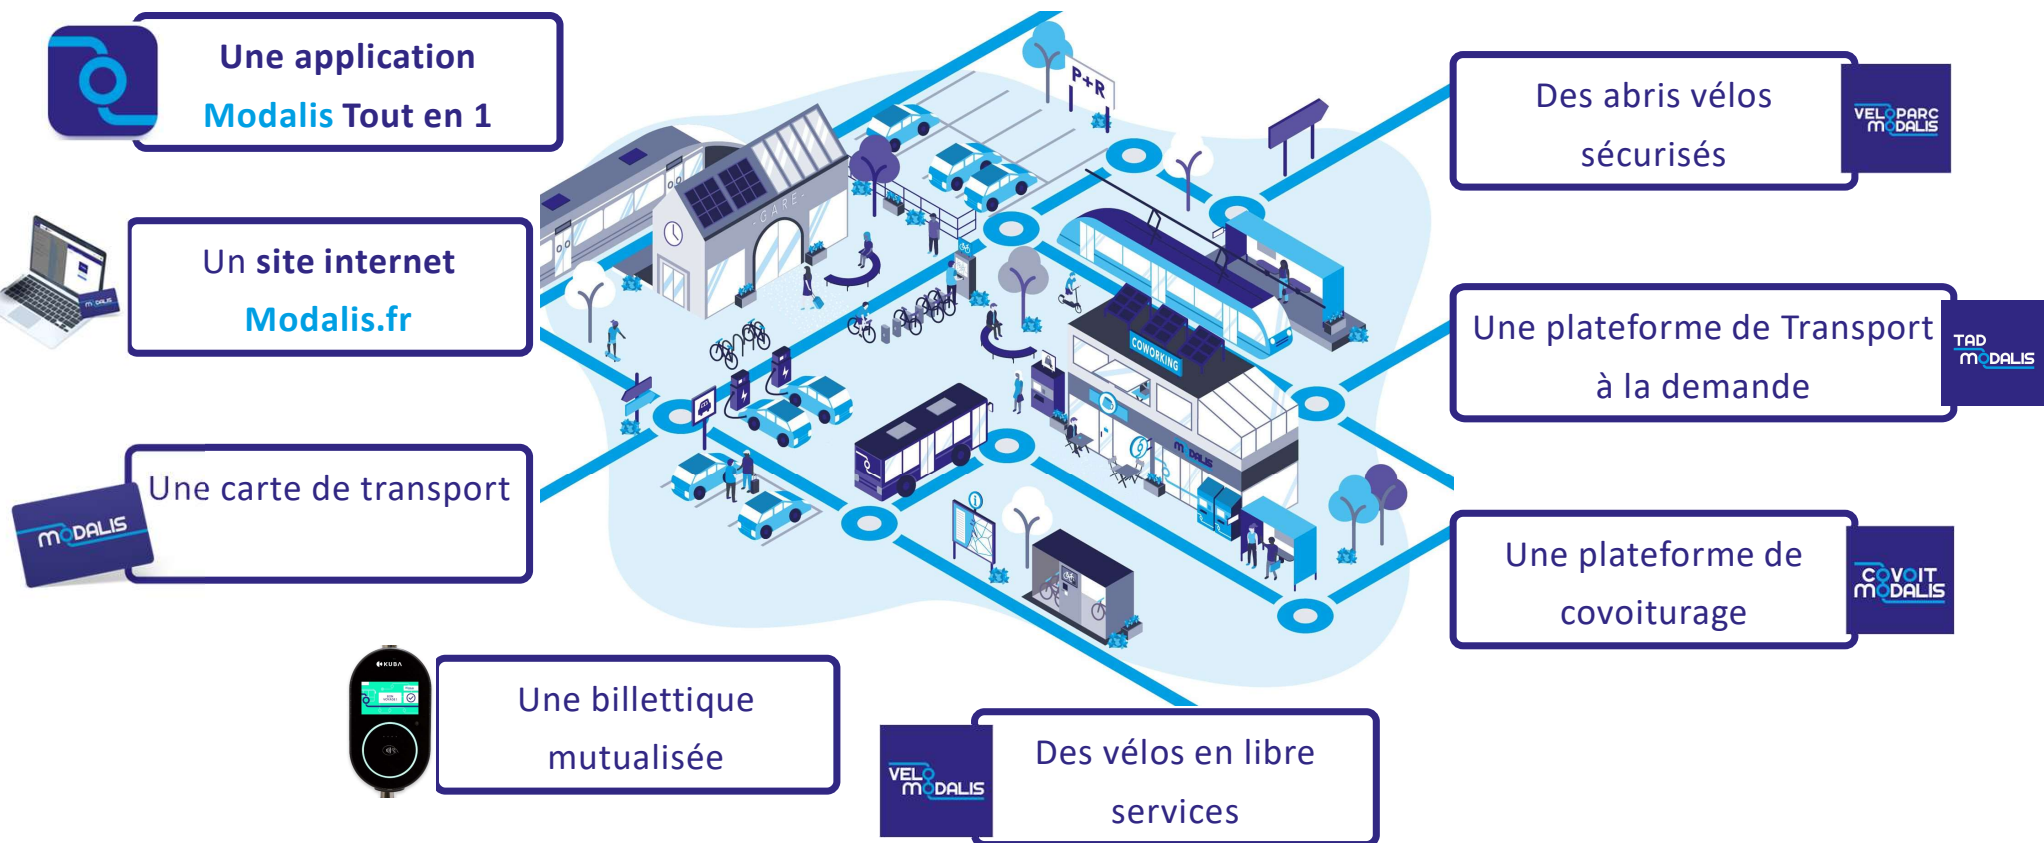 Une application
Modalis Tout en 1
Un site internet
Modalis.fr
MODALIS
Une carte de transport
MODALIS
KUBA
Une billettique
mutualisée
VELO
MODALIS
Des vélos en libre
services
P+R
GARE
COWORKING
MODALIS
i
Des abris vélos
sécurisés
VELOPARC
MODALIS
Une plateforme de Transport
à la demande
TAD
MODALIS
Une plateforme de
covoiturage
COVOIT
MODALIS